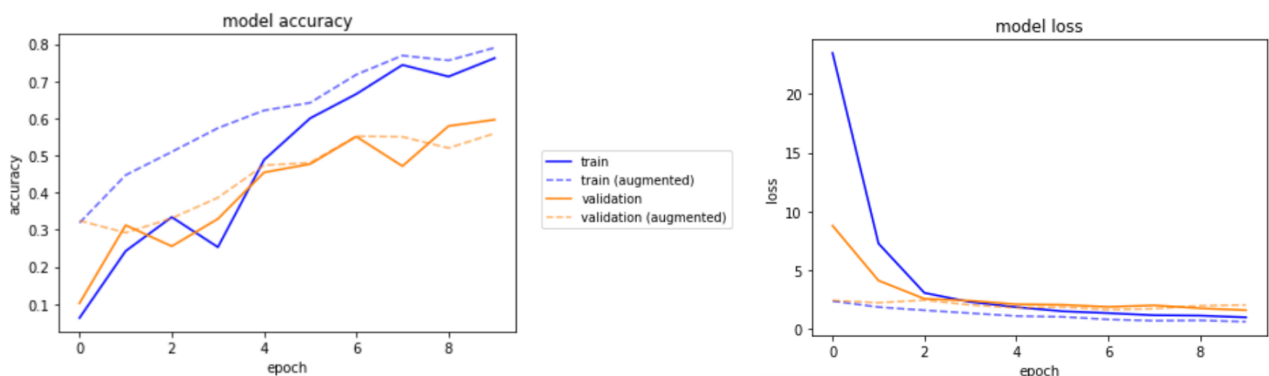 model accuracy
0.8
0.7
0.6
0.5
0.4
0.3
0.2
0.1
accuracy
0 2 4 6 8
epoch
train
train (augmented)
validation
validation (augmented)
model loss
20
15
10
5
0
loss
0 2 4 6 8
epoch